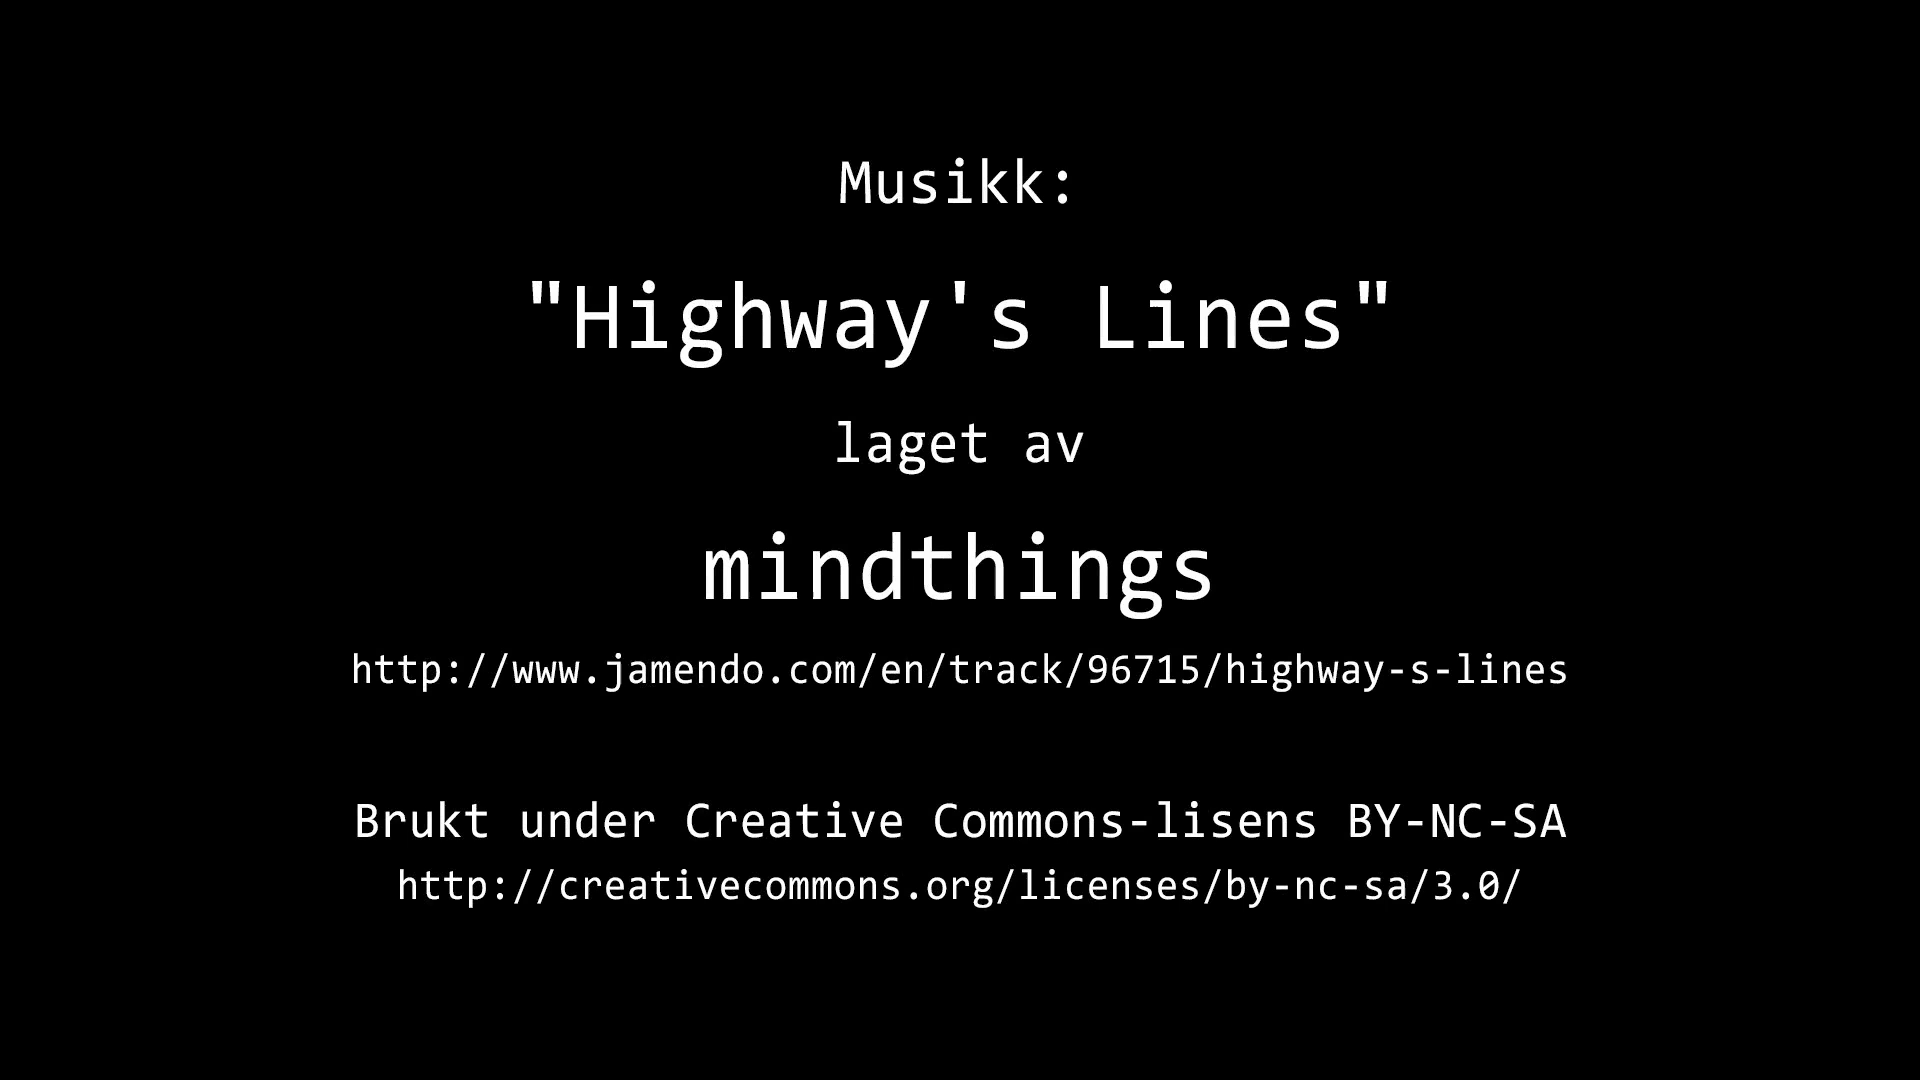 Musikk:
"Highway's Lines"
laget av
mindthings
http://www.jamendo.com/en/track/96715/highway-s-lines
Brukt under Creative Commons-lisens BY-NC-SA
http://creativecommons.org/licenses/by-nc-sa/3.0/